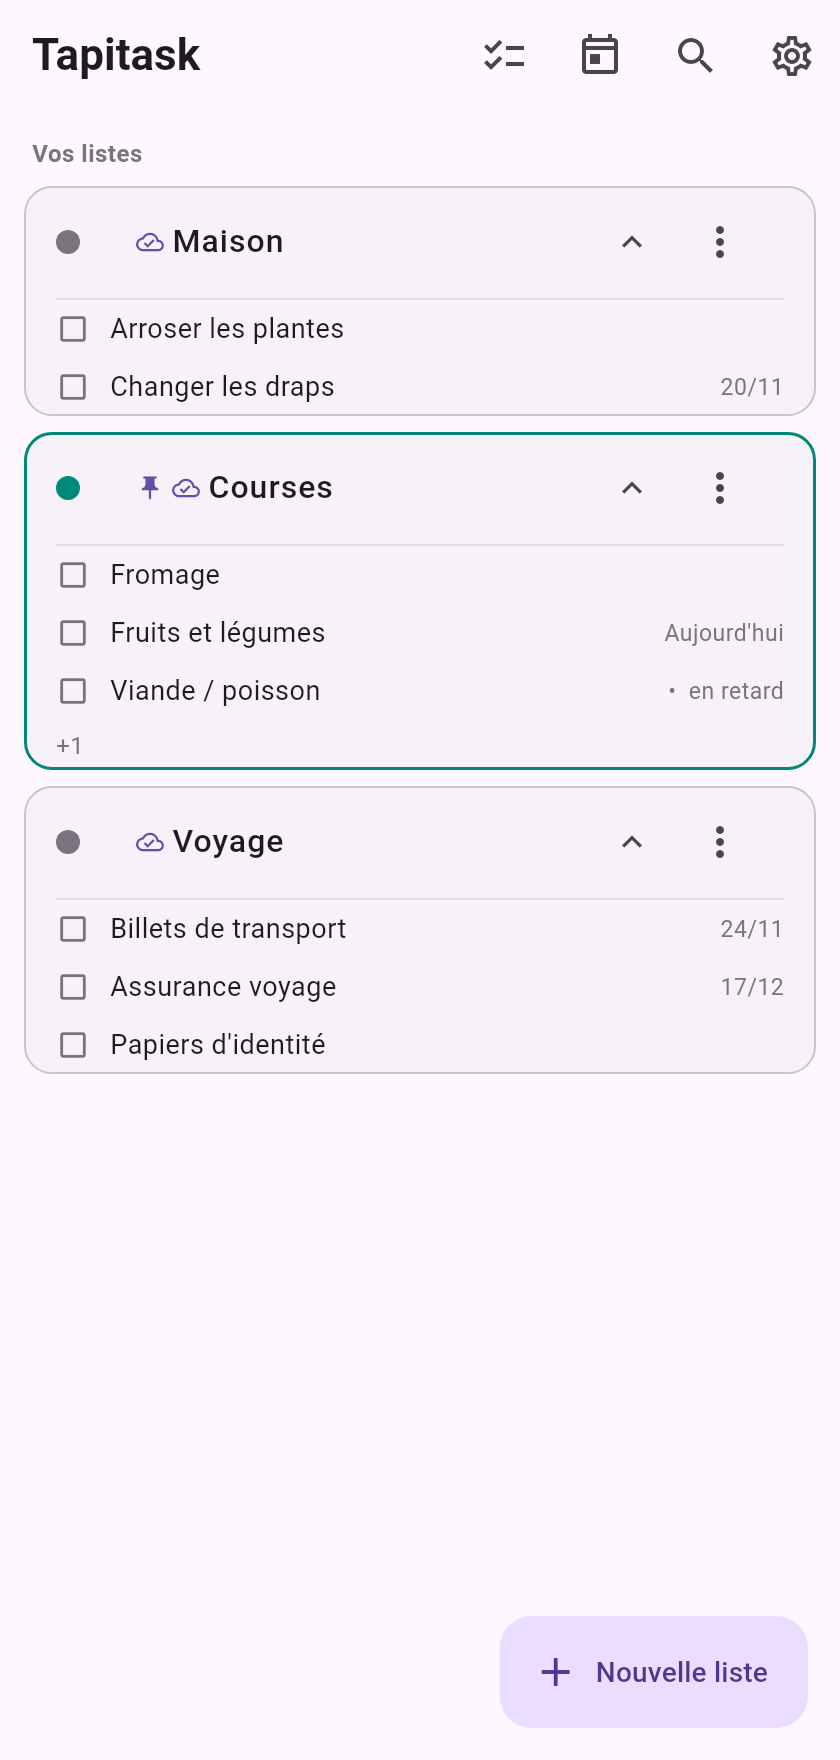 Tapitask
Vos listes
Maison
Arroser les plantes
Changer les draps 20/11
Courses
Fromage
Fruits et légumes Aujourd'hui
Viande / poisson • en retard
+1
Voyage
Billets de transport 24/11
Assurance voyage 17/12
Papiers d'identité
Nouvelle liste